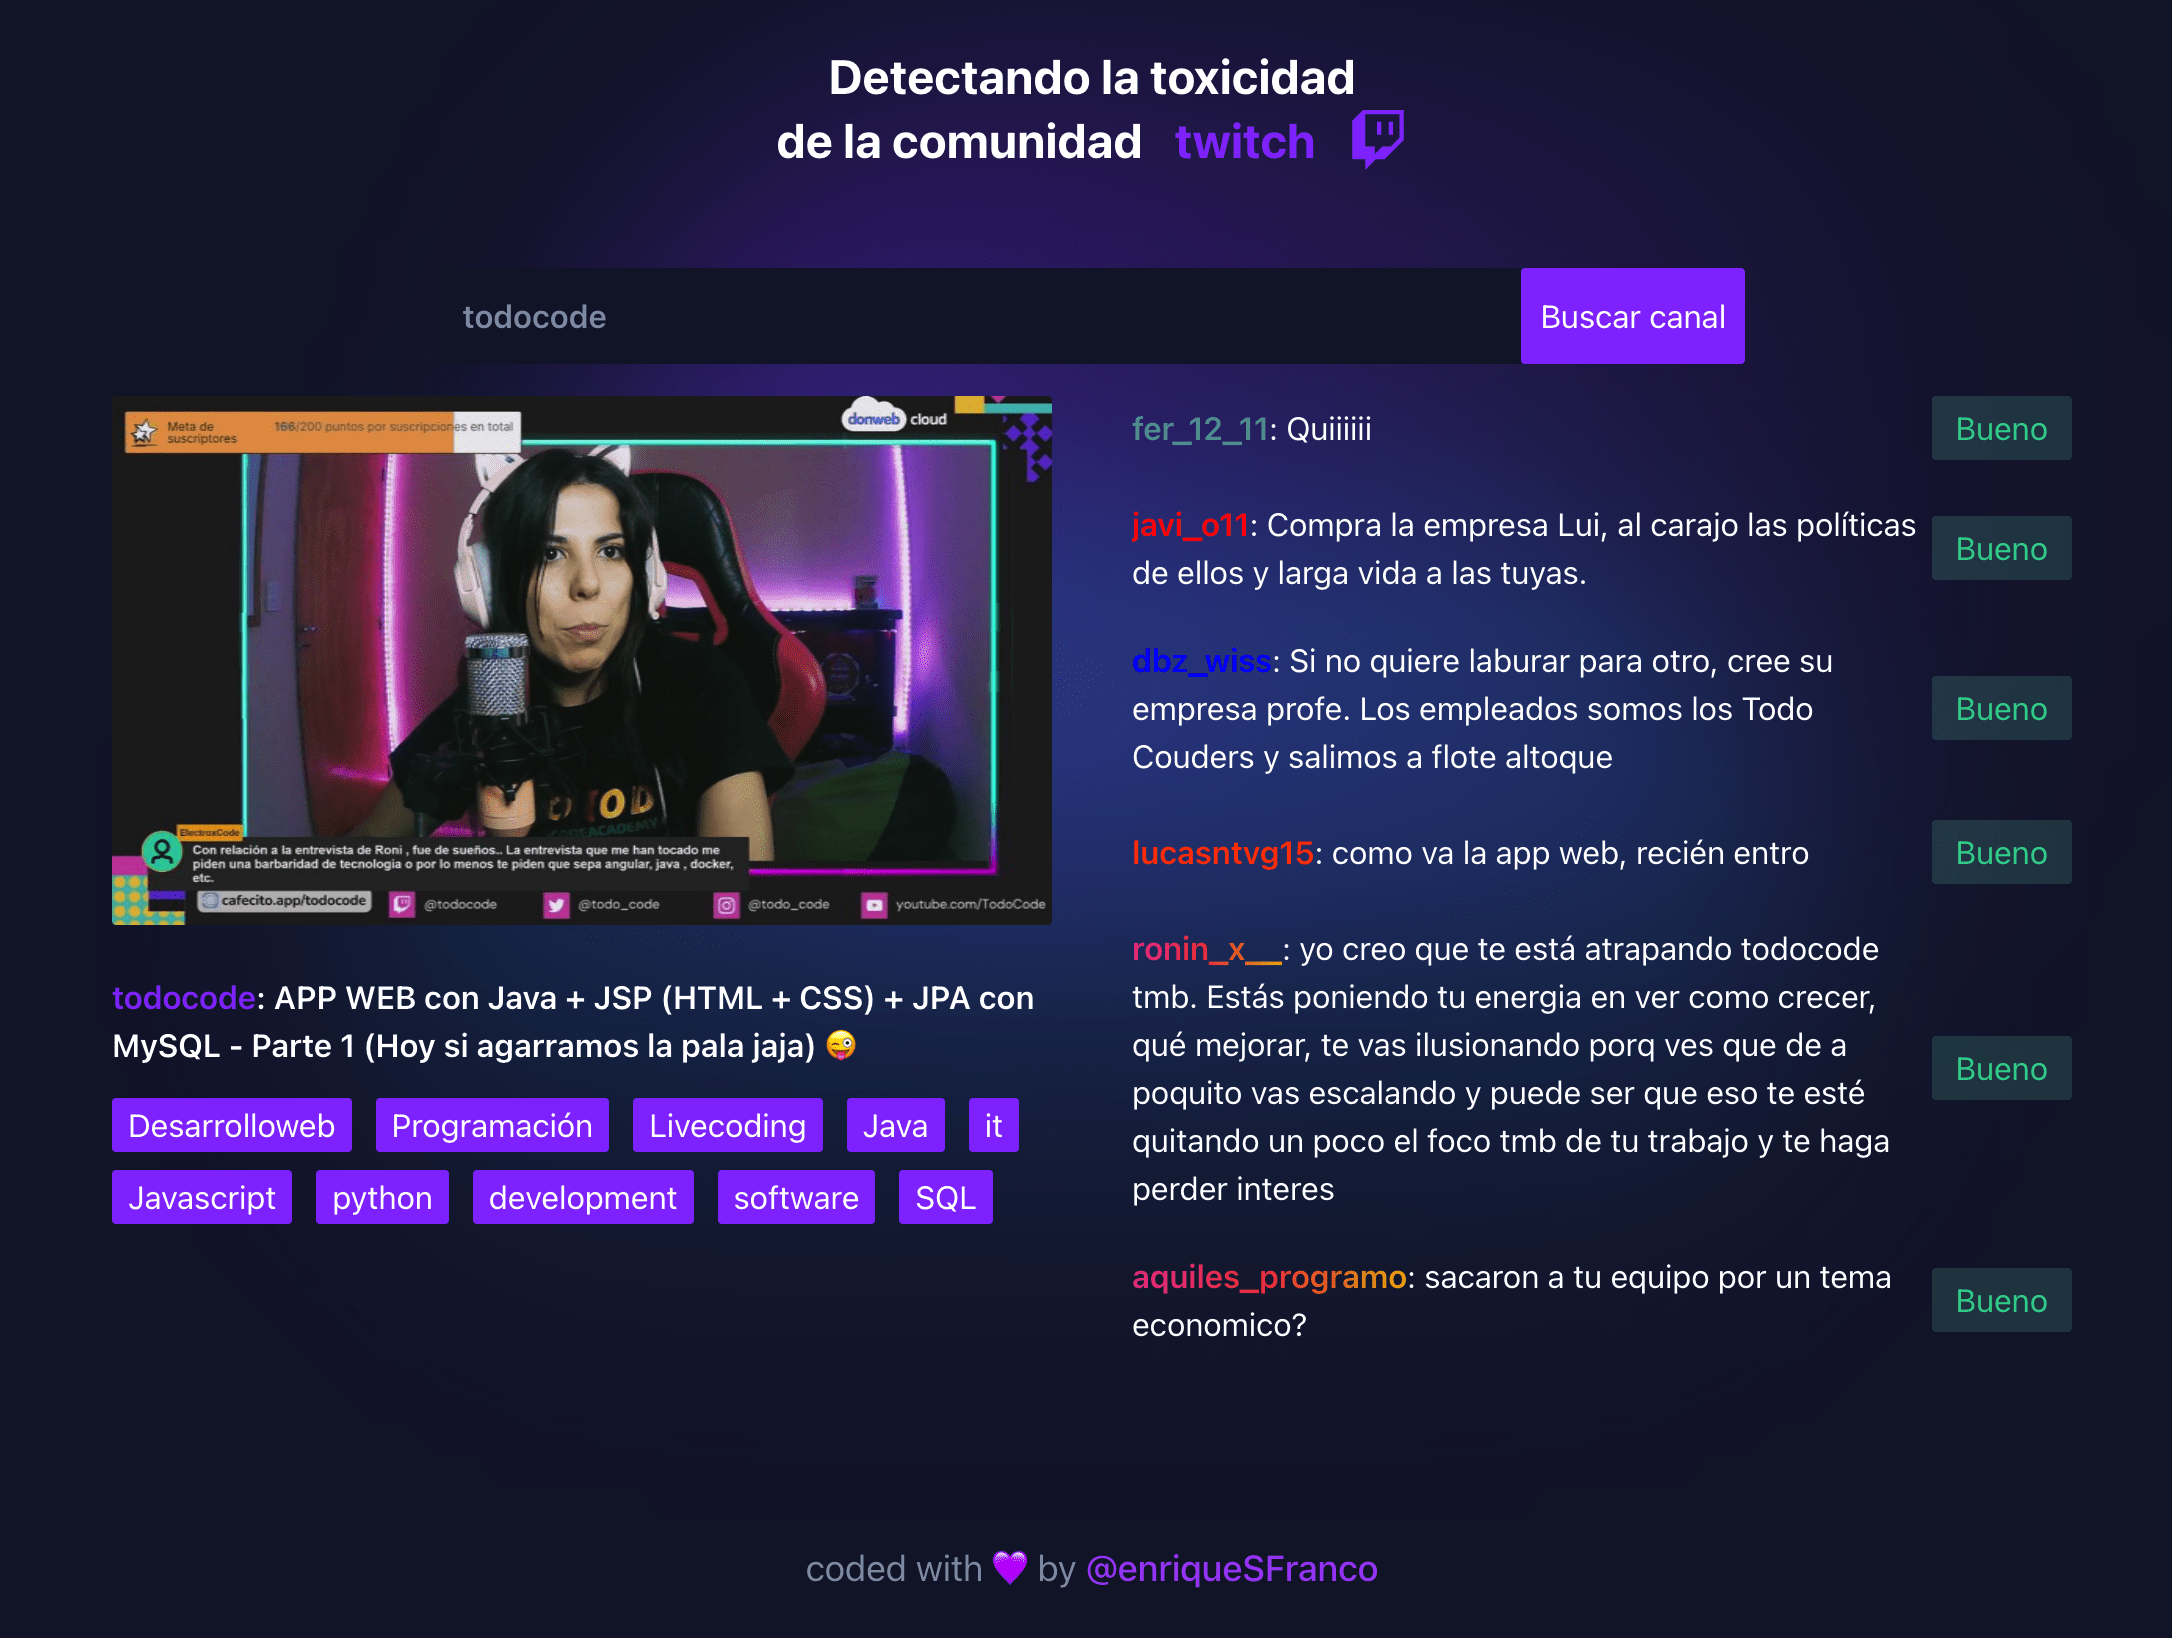 Detectando la toxicidad
de la comunidad twitch
todocode
Buscar canal
Meta de
suscriptores
166/200 puntos por suscripciones en total
donweb cloud
ElectroxCode
Con relación a la entrevista de Roni , fue de sueños.. La entrevista que me han tocado me
piden una barbaridad de tecnologia o por lo menos te piden que sepa angular, java , docker,
etc.
cafecito.app/todocode
@todocode
@todo_code
@todo_code
youtube.com/TodoCode
todocode: APP WEB con Java + JSP (HTML + CSS) + JPA con
MySQL - Parte 1 (Hoy si agarramos la pala jaja) 😜
Desarrolloweb Programación Livecoding Java it
Javascript python development software SQL
fer_12_11: Quiiiiii
Bueno
javi_o11: Compra la empresa Lui, al carajo las políticas
de ellos y larga vida a las tuyas.
Bueno
dbz_wiss: Si no quiere laburar para otro, cree su
empresa profe. Los empleados somos los Todo
Couders y salimos a flote altoque
Bueno
lucasntvg15: como va la app web, recién entro
Bueno
ronin_x__: yo creo que te está atrapando todocode
tmb. Estás poniendo tu energia en ver como crecer,
qué mejorar, te vas ilusionando porq ves que de a
poquito vas escalando y puede ser que eso te esté
quitando un poco el foco tmb de tu trabajo y te haga
perder interes
Bueno
aquiles_programo: sacaron a tu equipo por un tema
economico?
Bueno
coded with 💜 by @enriqueSFranco